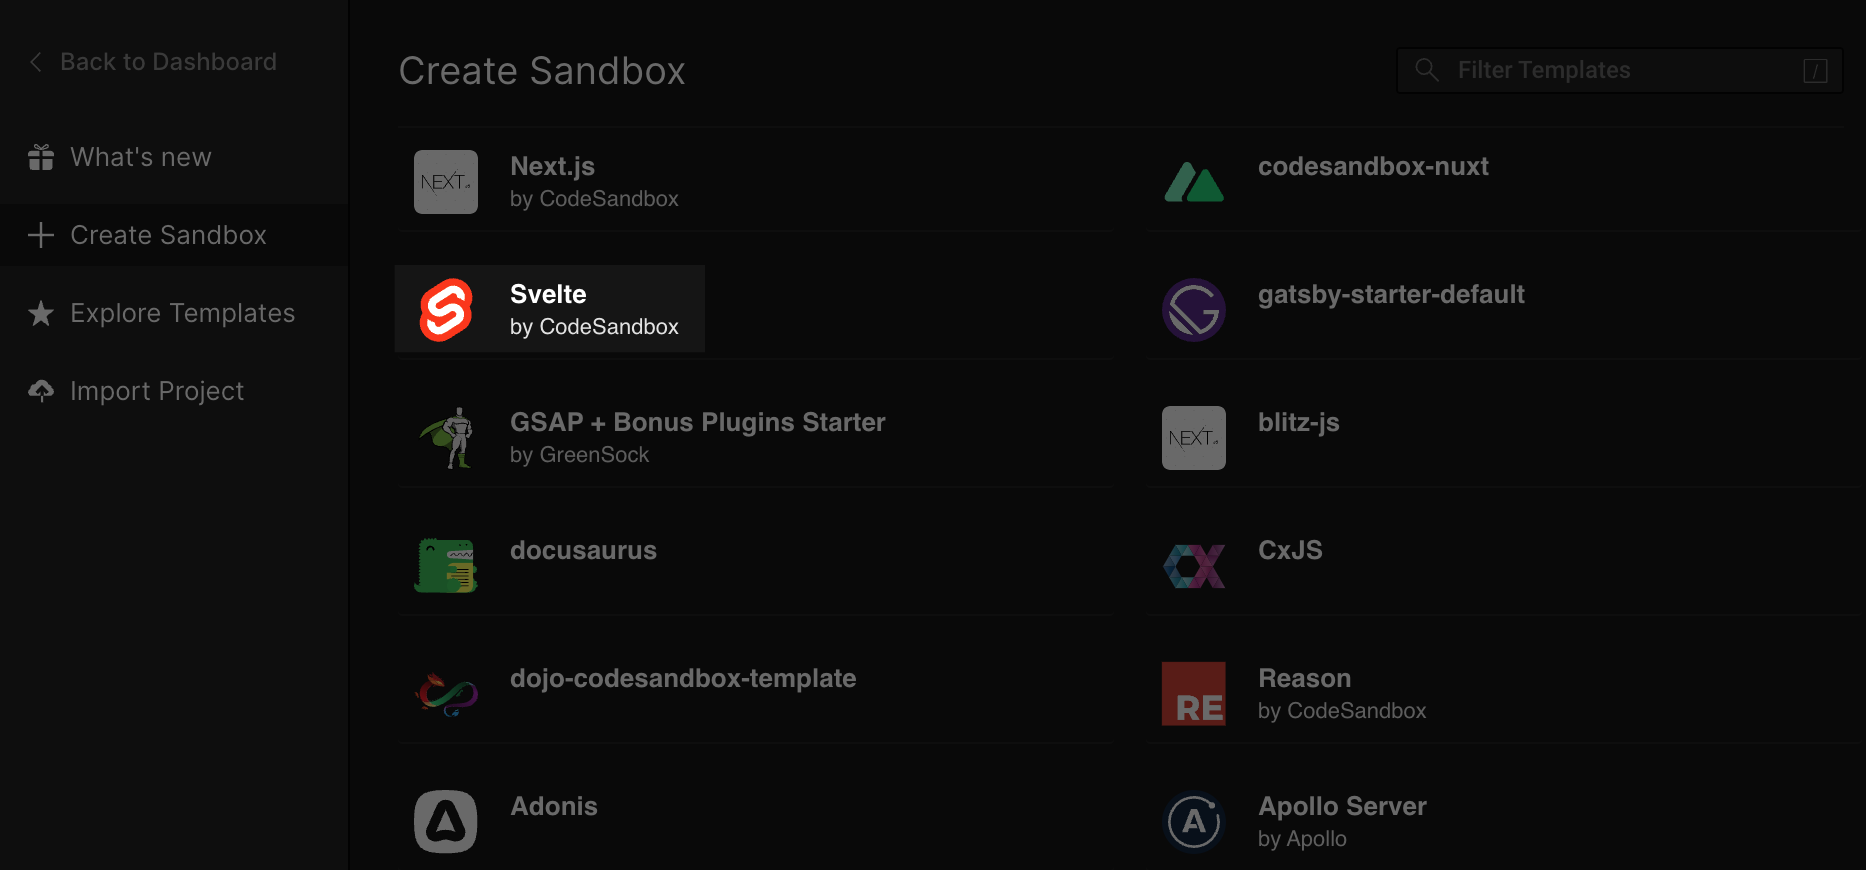 Back to Dashboard
What's new
Create Sandbox
Explore Templates
Import Project
Create Sandbox
Filter Templates
/
NEXT.JS
Next.js
by CodeSandbox
codesandbox-nuxt
Svelte
by CodeSandbox
gatsby-starter-default
GSAP + Bonus Plugins Starter
by GreenSock
NEXT.JS
blitz-js
docusaurus
CX
CxJS
dojo-codesandbox-template
RE
Reason
by CodeSandbox
Adonis
A
Apollo Server
by Apollo